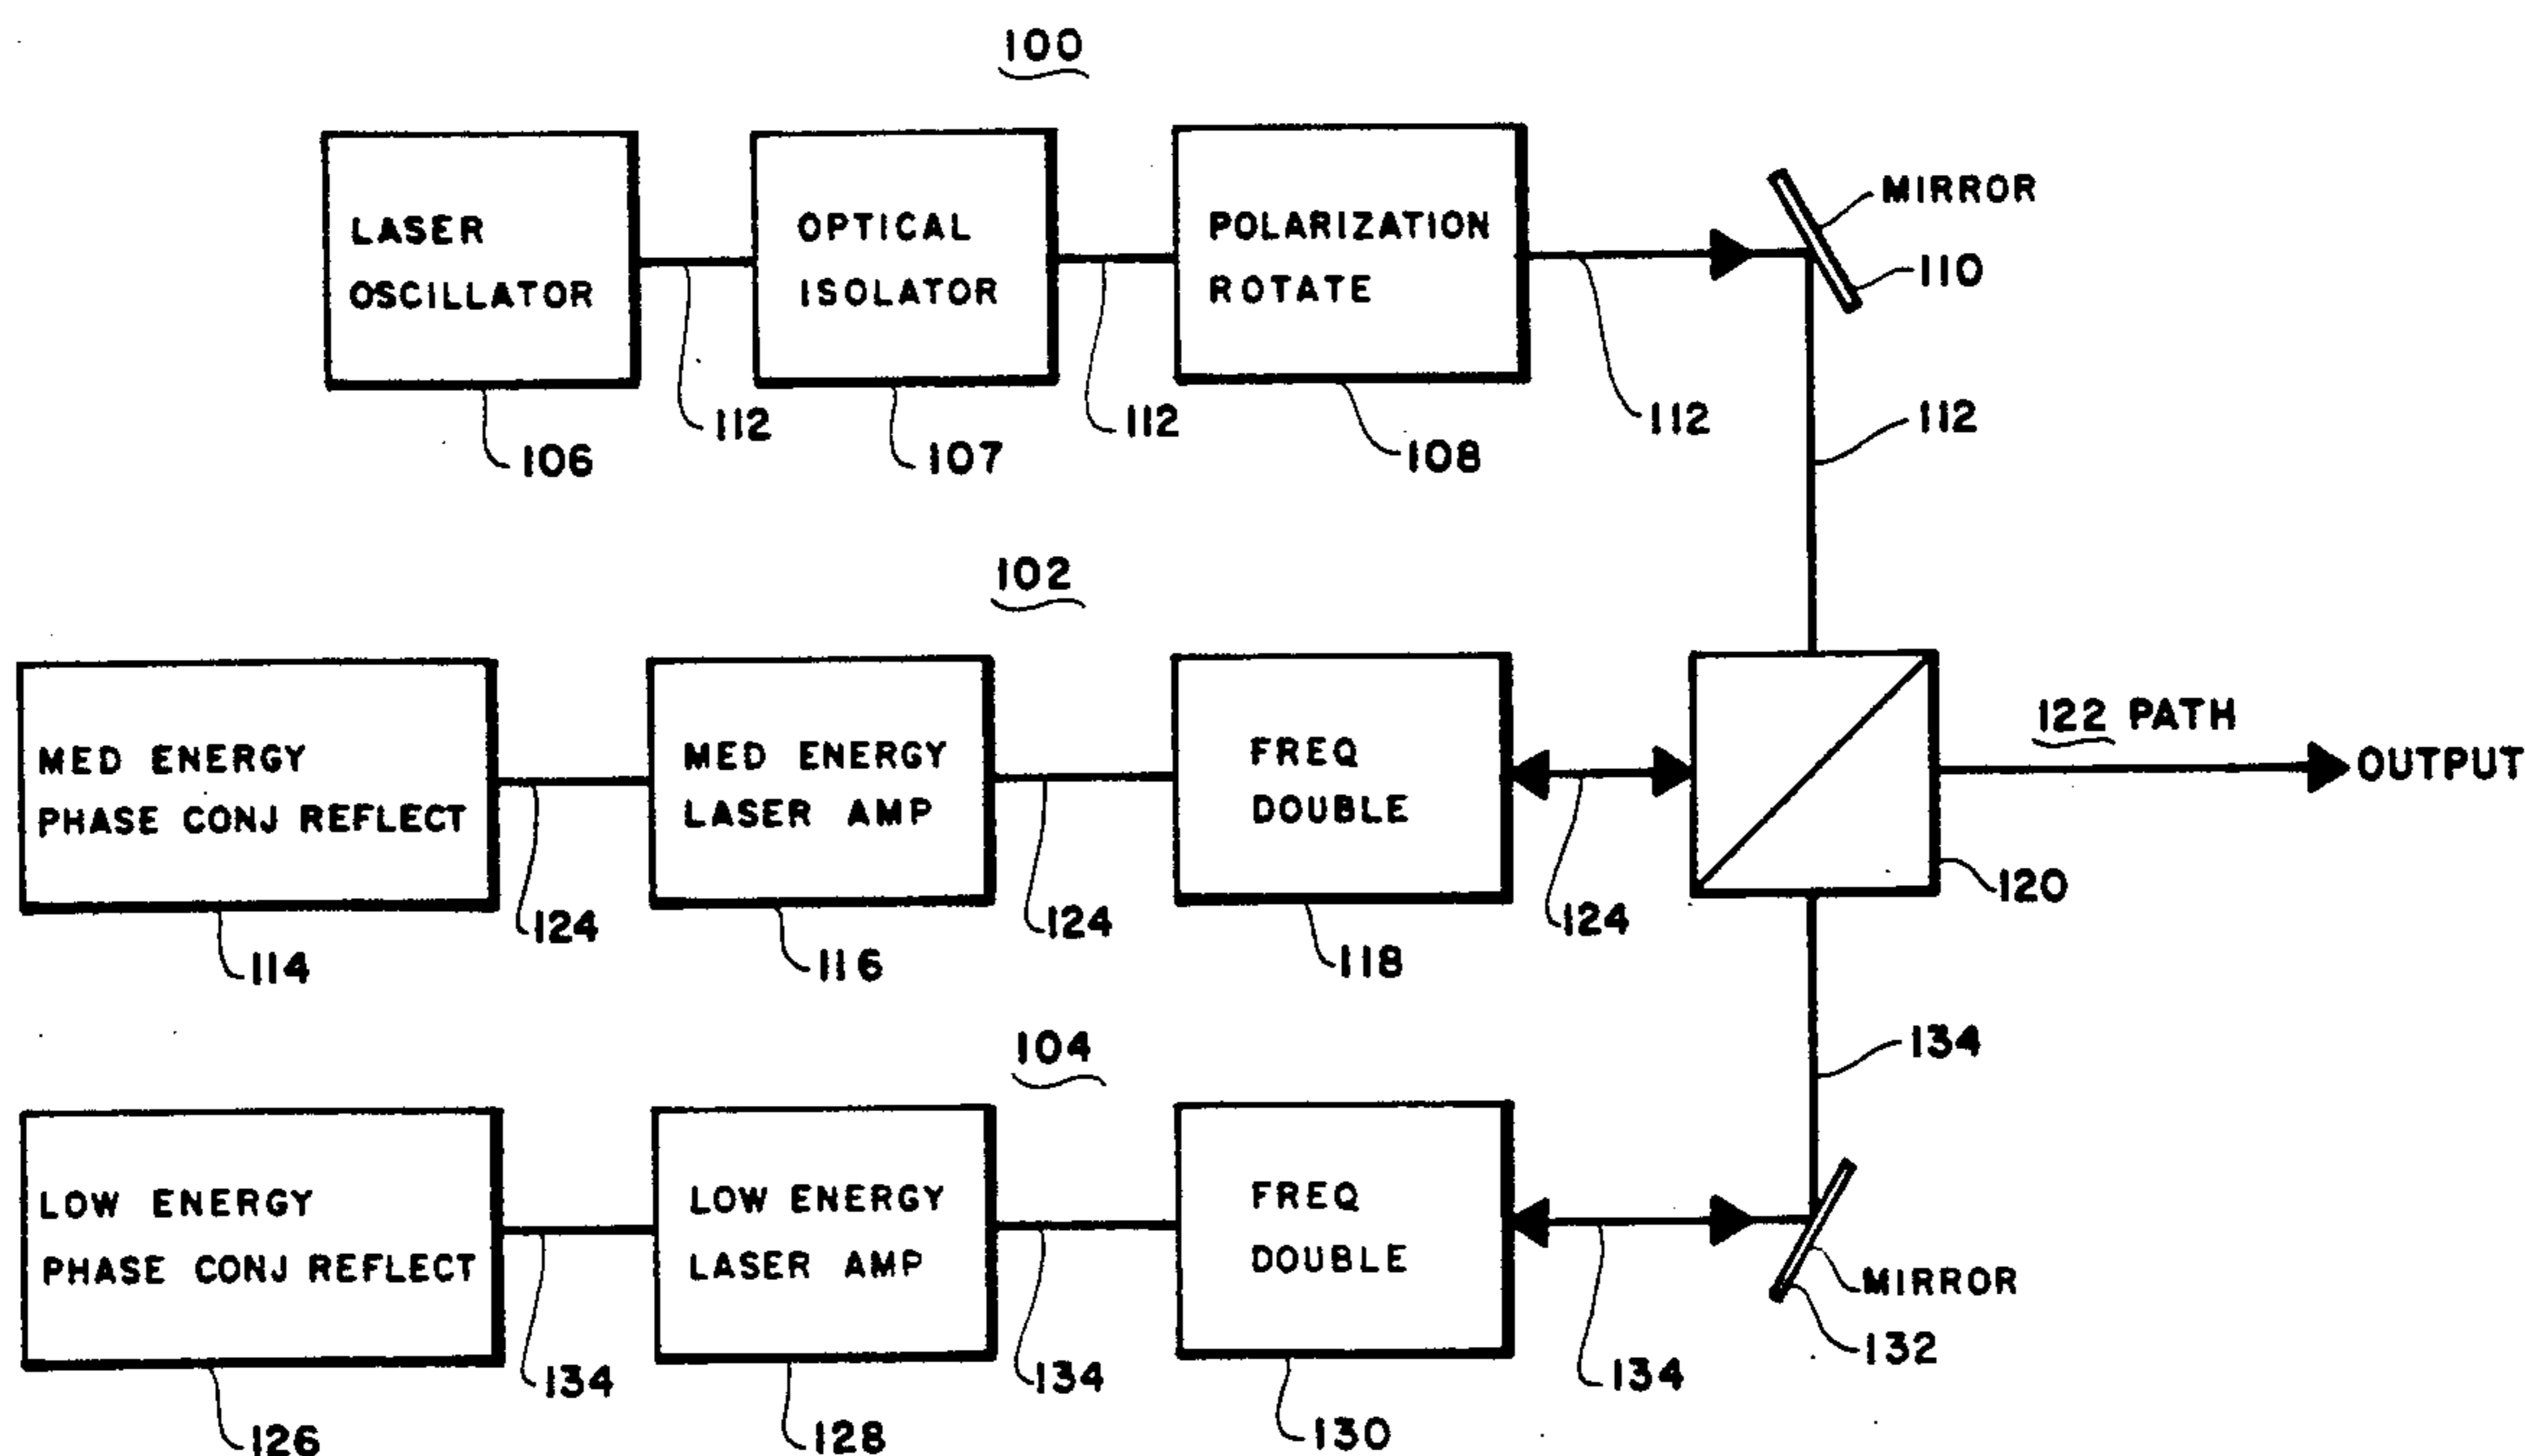 100
LASER
OSCILLATOR
OPTICAL
ISOLATOR
POLARIZATION
ROTATE
MIRROR
110
112
106
112
107
112
108
112
112
102
MED ENERGY
PHASE CONJ REFLECT
MED ENERGY
LASER AMP
FREQ
DOUBLE
122 PATH
OUTPUT
120
124
114
124
116
124
118
104
134
LOW ENERGY
PHASE CONJ REFLECT
LOW ENERGY
LASER AMP
FREQ
DOUBLE
MIRROR
132
134
126
134
128
134
130